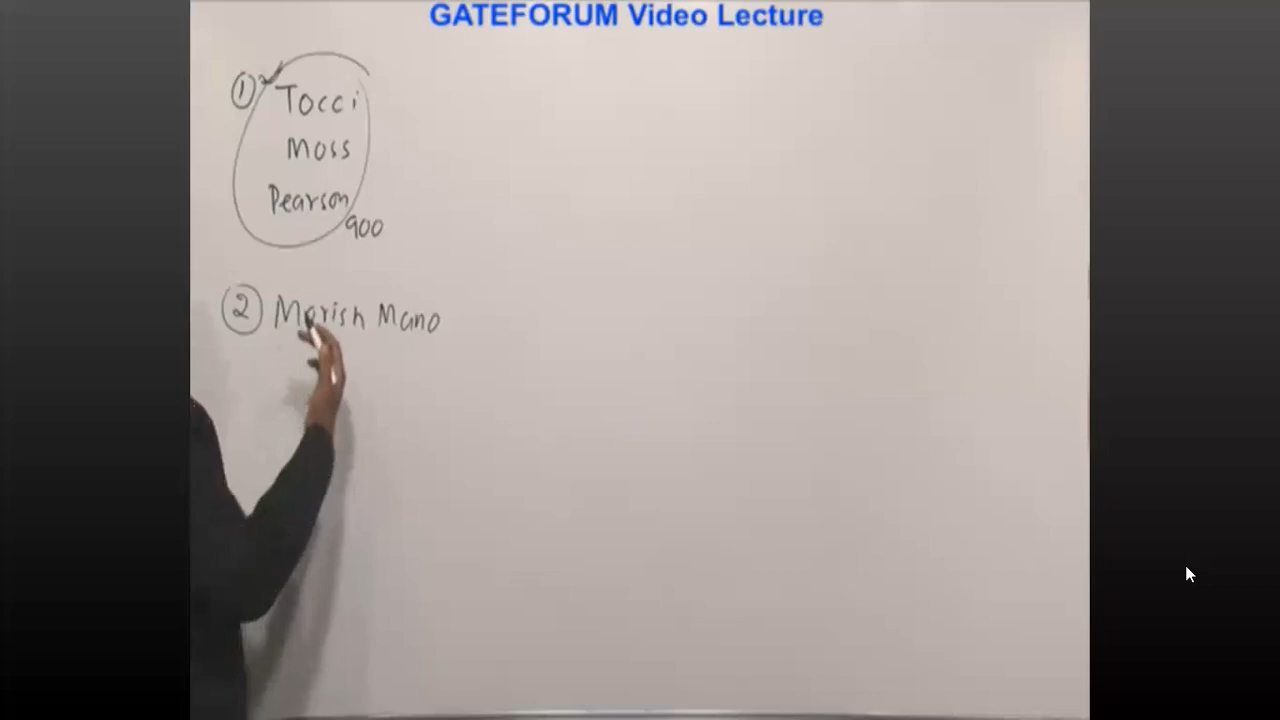 GATEFORUM Video Lecture
① Tocci
Moss
Pearson
900
② Morish Mano